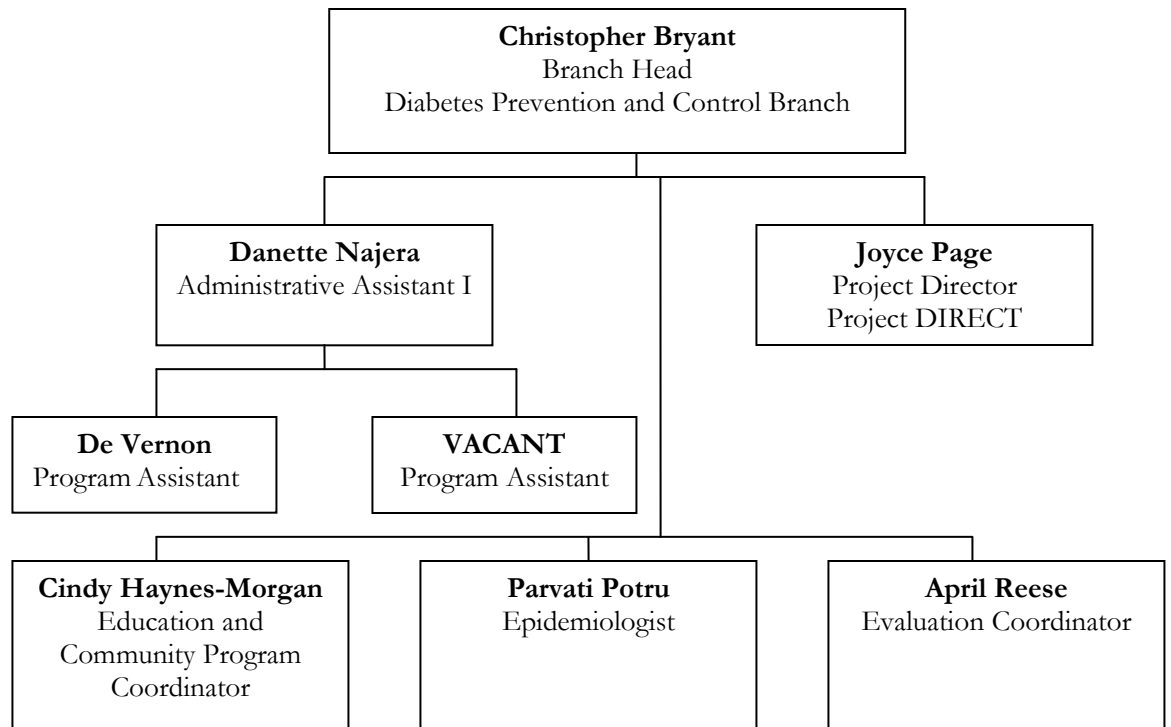 Christopher Bryant
Branch Head
Diabetes Prevention and Control Branch
Danette Najera
Administrative Assistant I
Joyce Page
Project Director
Project DIRECT
De Vernon
Program Assistant
VACANT
Program Assistant
Cindy Haynes-Morgan
Education and
Community Program
Coordinator
Parvati Potru
Epidemiologist
April Reese
Evaluation Coordinator